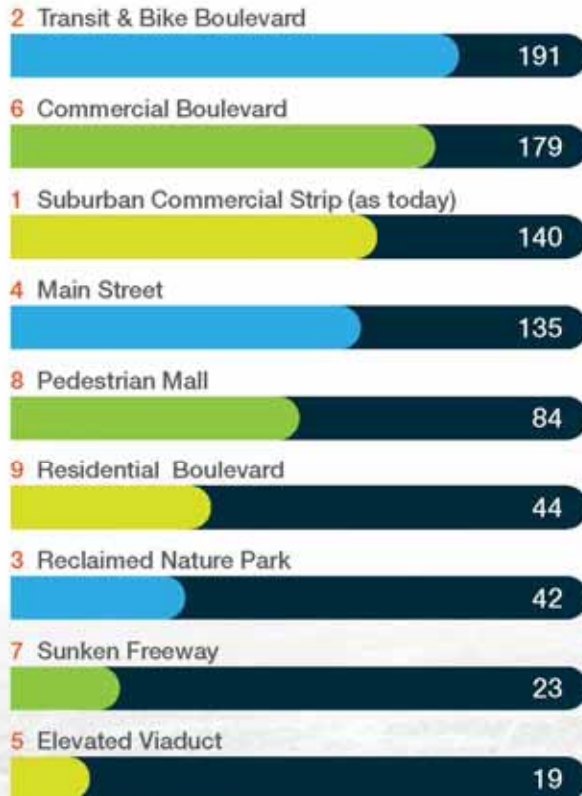 2 Transit & Bike Boulevard
191
6 Commercial Boulevard
179
1 Suburban Commercial Strip (as today)
140
4 Main Street
135
8 Pedestrian Mall
84
9 Residential Boulevard
44
3 Reclaimed Nature Park
42
7 Sunken Freeway
23
5 Elevated Viaduct
19